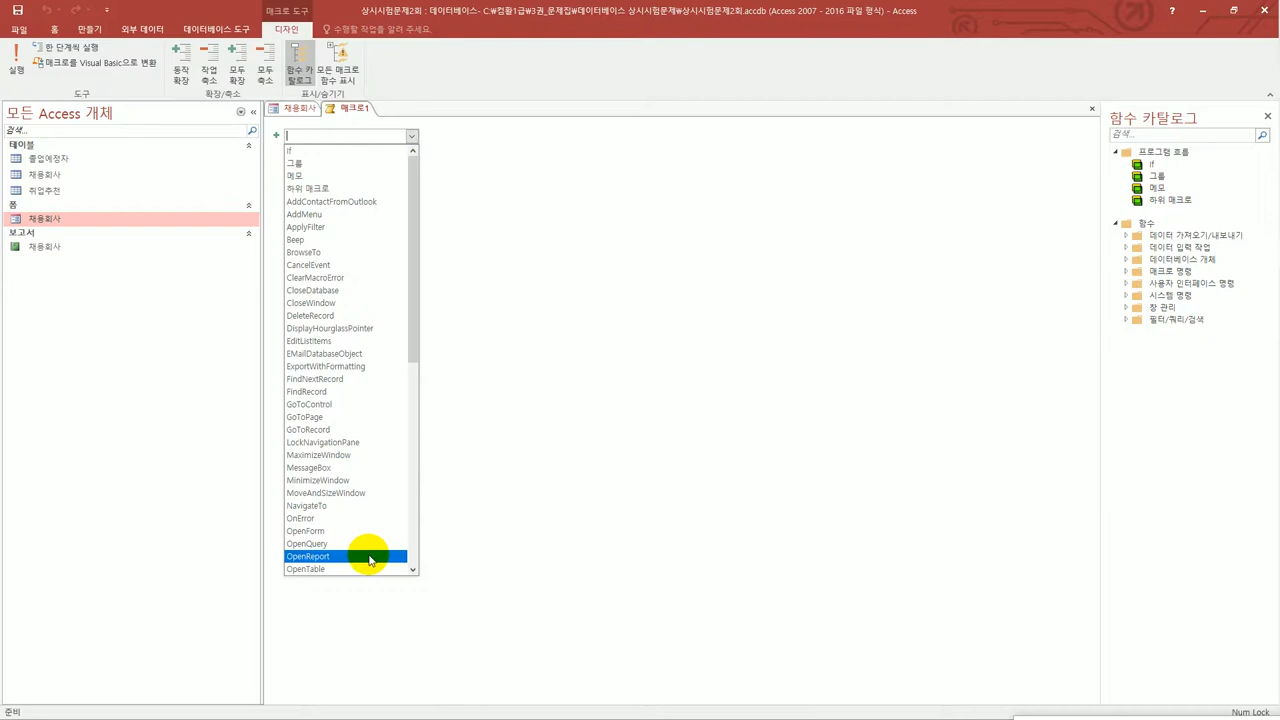 매크로 도구
상시시험문제2회 : 데이터베이스- C:₩컴활1급₩3권_문제집₩데이터베이스 상시시험문제₩상시시험문제2회.accdb (Access 2007 - 2016 파일 형식) - Access
파일 홈 만들기 외부 데이터 데이터베이스 도구 디자인 수행할 작업을 알려 주세요.
실행
한 단계씩 실행
매크로를 Visual Basic으로 변환
도구
동작 확장
작업 축소
모두 확장
모두 축소
확장/축소
함수 카탈로그
모든 매크로 함수 표시
표시/숨기기
모든 Access 개체
검색...
테이블
졸업예정자
채용회사
취업추천
폼
채용회사
보고서
채용회사
채용회사
매크로1
If
그룹
메모
하위 매크로
AddContactFromOutlook
AddMenu
ApplyFilter
Beep
BrowseTo
CancelEvent
ClearMacroError
CloseDatabase
CloseWindow
DeleteRecord
DisplayHourglassPointer
EditListItems
EMailDatabaseObject
ExportWithFormatting
FindNextRecord
FindRecord
GoToControl
GoToPage
GoToRecord
LockNavigationPane
MaximizeWindow
MessageBox
MinimizeWindow
MoveAndSizeWindow
NavigateTo
OnError
OpenForm
OpenQuery
OpenReport
OpenTable
함수 카탈로그
검색...
프로그램 흐름
If
그룹
메모
하위 매크로
함수
데이터 가져오기/내보내기
데이터 입력 작업
데이터베이스 개체
매크로 명령
사용자 인터페이스 명령
시스템 명령
창 관리
필터/쿼리/검색
준비
Num Lock